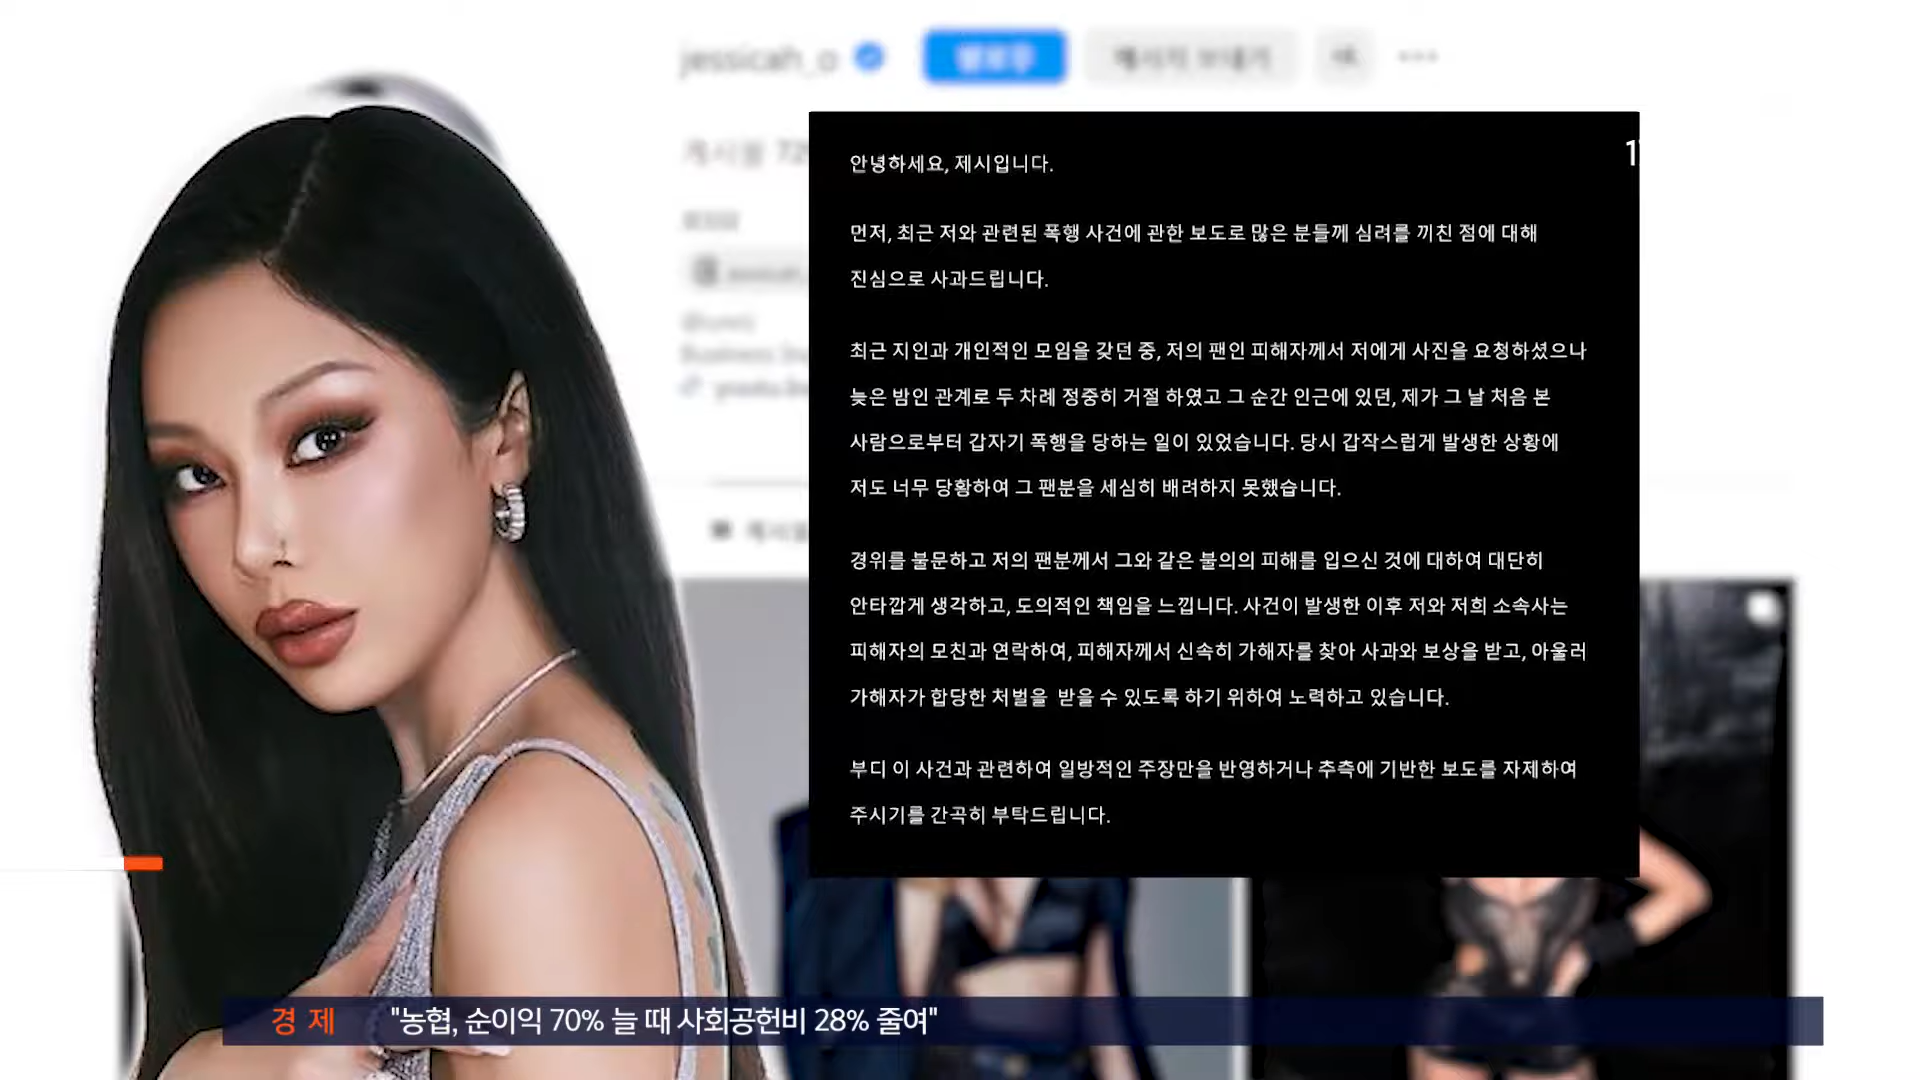 jessicah_o
팔로우
메시지 보내기
게시물 72
안녕하세요, 제시입니다.
먼저, 최근 저와 관련된 폭행 사건에 관한 보도로 많은 분들께 심려를 끼친 점에 대해
진심으로 사과드립니다.
최근 지인과 개인적인 모임을 갖던 중, 저의 팬인 피해자께서 저에게 사진을 요청하셨으나
늦은 밤인 관계로 두 차례 정중히 거절 하였고 그 순간 인근에 있던, 제가 그 날 처음 본
사람으로부터 갑자기 폭행을 당하는 일이 있었습니다. 당시 갑작스럽게 발생한 상황에
저도 너무 당황하여 그 팬분을 세심히 배려하지 못했습니다.
경위를 불문하고 저의 팬분께서 그와 같은 불의의 피해를 입으신 것에 대하여 대단히
안타깝게 생각하고, 도의적인 책임을 느낍니다. 사건이 발생한 이후 저와 저희 소속사는
피해자의 모친과 연락하여, 피해자께서 신속히 가해자를 찾아 사과와 보상을 받고, 아울러
가해자가 합당한 처벌을 받을 수 있도록 하기 위하여 노력하고 있습니다.
부디 이 사건과 관련하여 일방적인 주장만을 반영하거나 추측에 기반한 보도를 자제하여
주시기를 간곡히 부탁드립니다.
경제 "농협, 순이익 70% 늘 때 사회공헌비 28% 줄여"